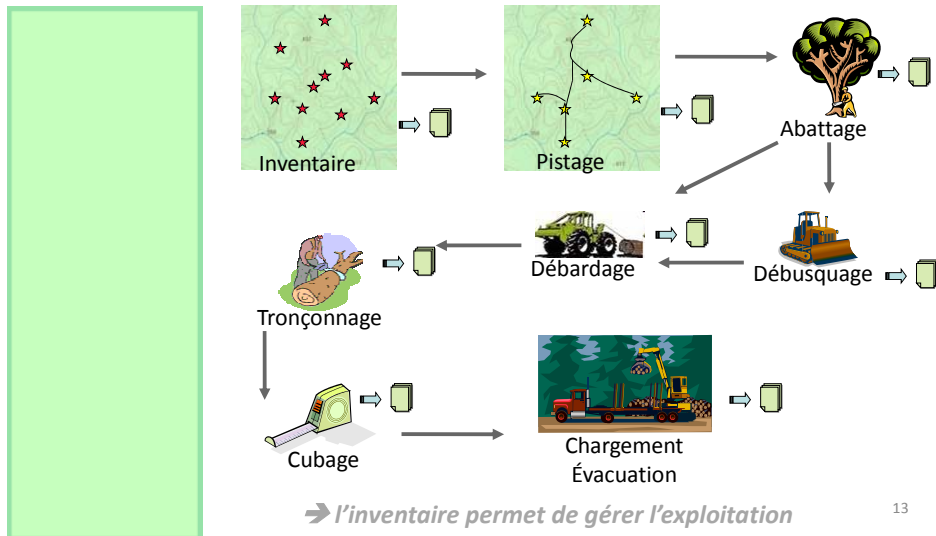 Inventaire
Pistage
Abattage
Débardage
Débusquage
Tronçonnage
Cubage
Chargement
Évacuation
➔ l'inventaire permet de gérer l'exploitation
13